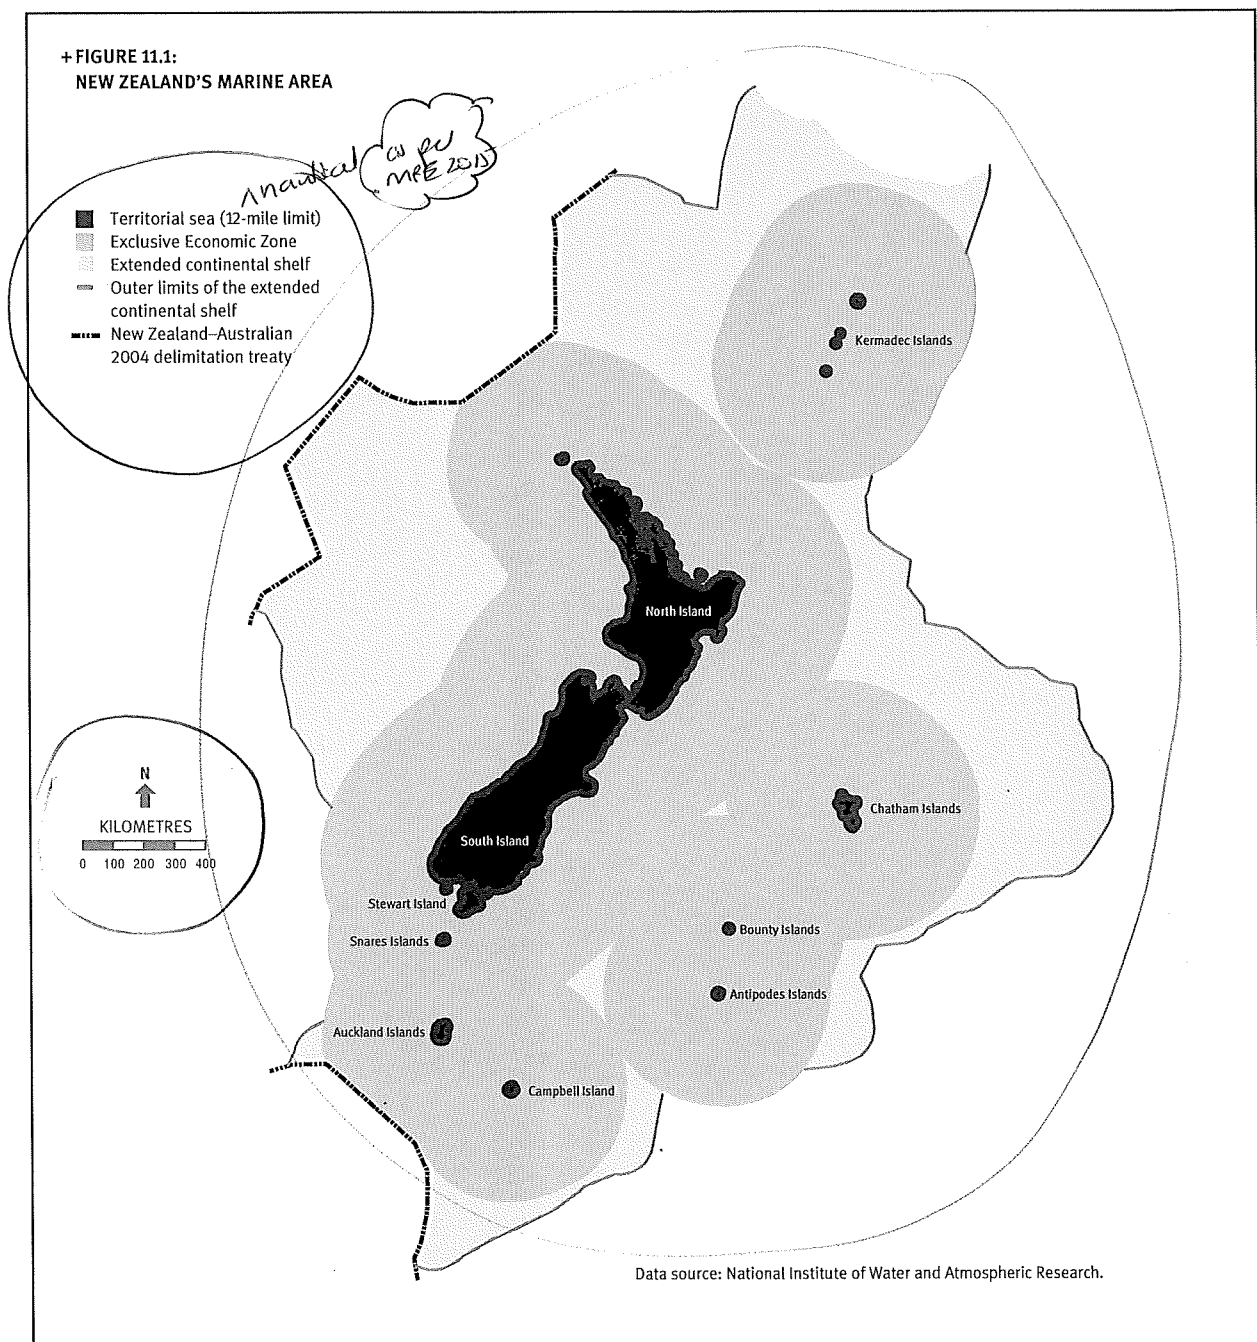 + FIGURE 11.1:
NEW ZEALAND'S MARINE AREA
nautical
as per
MfE 2015
Territorial sea (12-mile limit)
Exclusive Economic Zone
Extended continental shelf
Outer limits of the extended
continental shelf
New Zealand–Australian
2004 delimitation treaty
Kermadec Islands
North Island
N
KILOMETRES
0 100 200 300 400
Chatham Islands
South Island
Stewart Island
Bounty Islands
Snares Islands
Antipodes Islands
Auckland Islands
Campbell Island
Data source: National Institute of Water and Atmospheric Research.